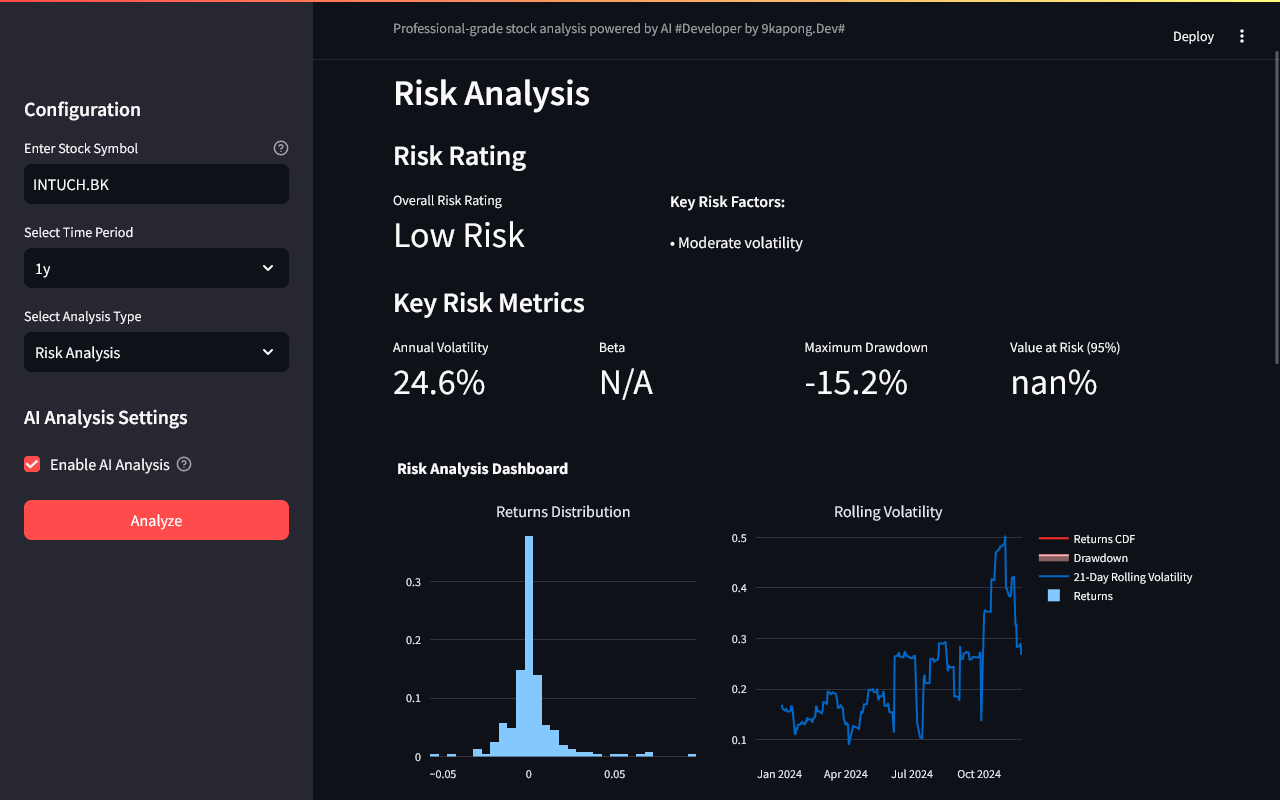 Professional-grade stock analysis powered by AI #Developer by 9kapong.Dev#
Deploy
Configuration
Enter Stock Symbol
INTUCH.BK
Select Time Period
1y
Select Analysis Type
Risk Analysis
AI Analysis Settings
Enable AI Analysis
Analyze
Risk Analysis
Risk Rating
Overall Risk Rating
Low Risk
Key Risk Factors:
• Moderate volatility
Key Risk Metrics
Annual Volatility
24.6%
Beta
N/A
Maximum Drawdown
-15.2%
Value at Risk (95%)
nan%
Risk Analysis Dashboard
Returns Distribution
0.3
0.2
0.1
0
−0.05 0 0.05
Rolling Volatility
0.5
0.4
0.3
0.2
0.1
Jan 2024 Apr 2024 Jul 2024 Oct 2024
Returns CDF
Drawdown
21-Day Rolling Volatility
Returns